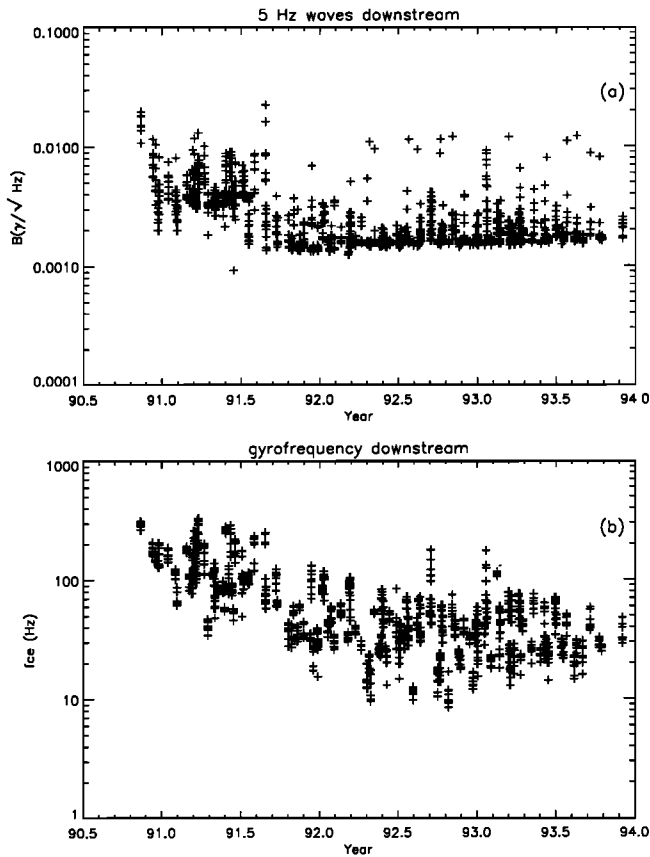 5 Hz waves downstream
0.1000
(a)
0.0100
B(γ/√ Hz)
0.0010
0.0001
90.5 91.0 91.5 92.0 92.5 93.0 93.5 94.0
Year
gyrofrequency downstream
1000
(b)
100
fce (Hz)
10
1
90.5 91.0 91.5 92.0 92.5 93.0 93.5 94.0
Year